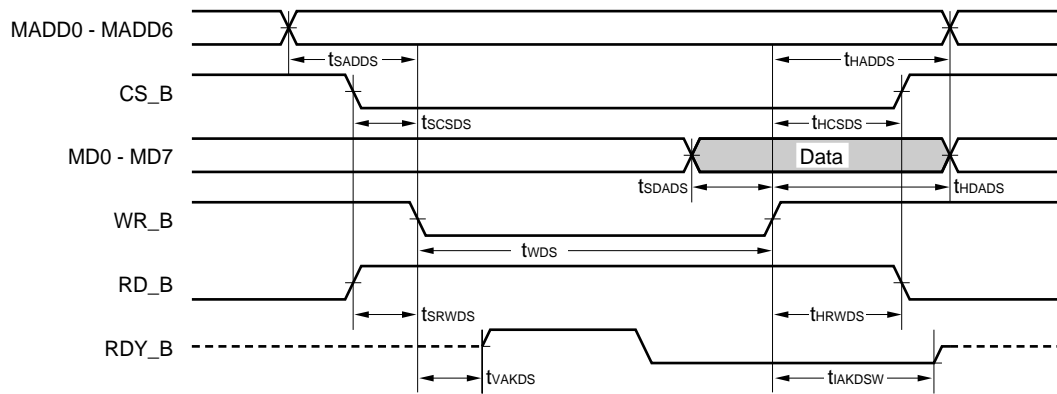 MADD0 - MADD6
tSADDS
tHADDS
CS_B
tSCSDS
tHCSDS
MD0 - MD7
Data
tSDADS
tHDADS
WR_B
tWDS
RD_B
tSRWDS
tHRWDS
RDY_B
tVAKDS
tIAKDSW